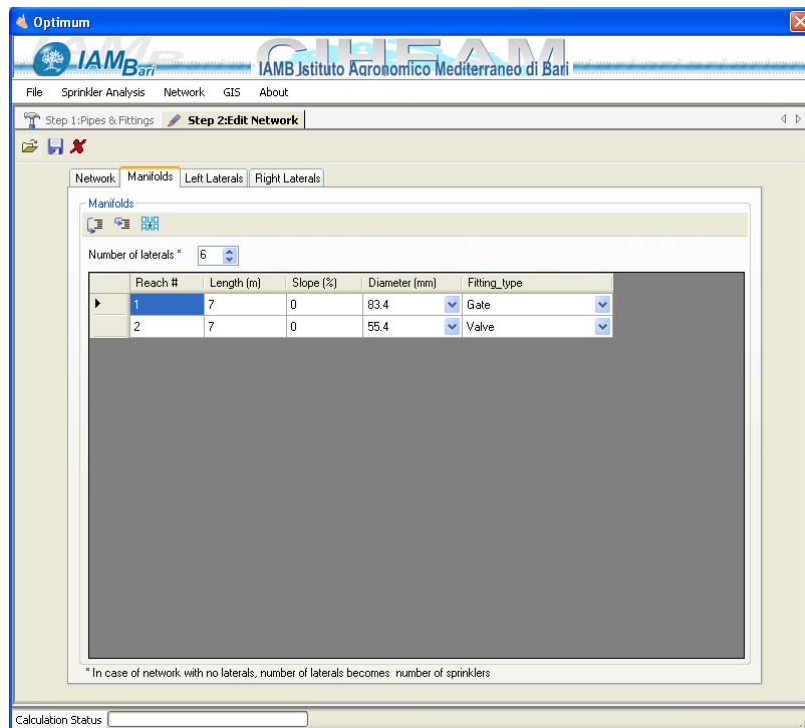 Optimum
IAMB Bari
CIHEAM
IAMB Istituto Agronomico Mediterraneo di Bari
File Sprinkler Analysis Network GIS About
Step 1:Pipes & Fittings Step 2:Edit Network
Network Manifolds Left Laterals Right Laterals
Manifolds
Number of laterals * 6
Reach # Length (m) Slope (%) Diameter (mm) Fitting_type
1 7 0 83.4 Gate
2 7 0 55.4 Valve
* In case of network with no laterals, number of laterals becomes number of sprinklers
Calculation Status